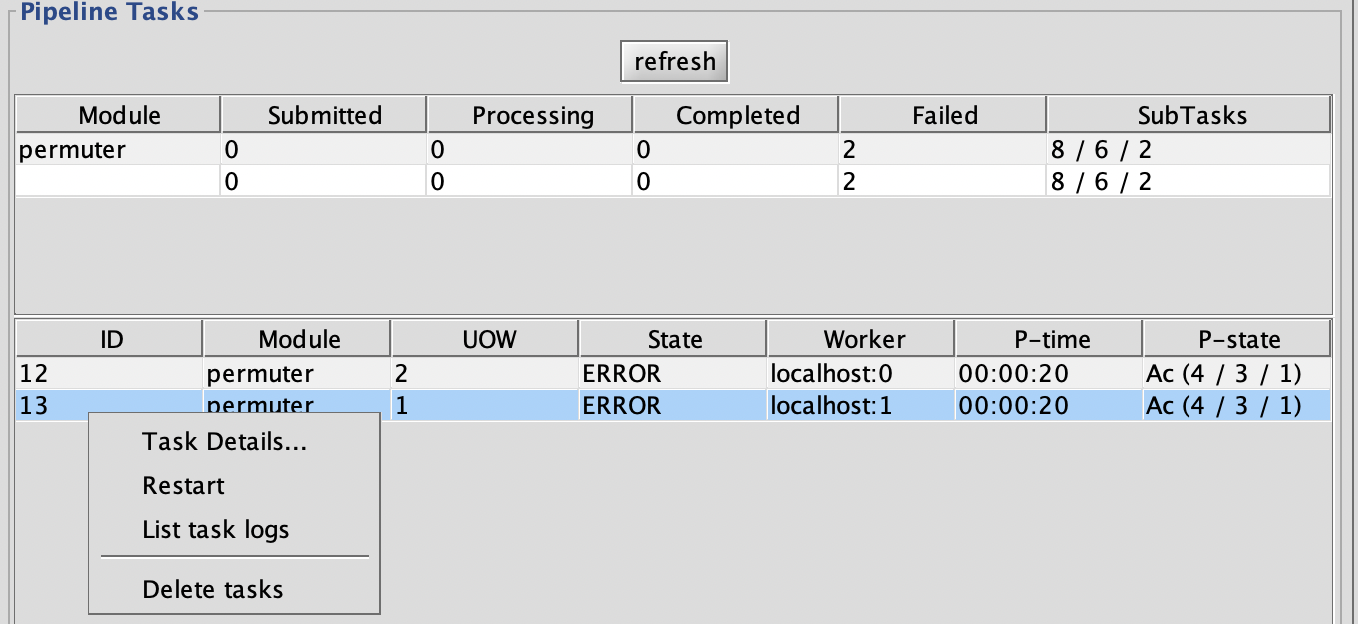 Pipeline Tasks
refresh
Module Submitted Processing Completed Failed SubTasks
permuter 0 0 0 2 8 / 6 / 2
0 0 0 2 8 / 6 / 2
ID Module UOW State Worker P-time P-state
12 permuter 2 ERROR localhost:0 00:00:20 Ac (4 / 3 / 1)
13 permuter 1 ERROR localhost:1 00:00:20 Ac (4 / 3 / 1)
Task Details...
Restart
List task logs
Delete tasks